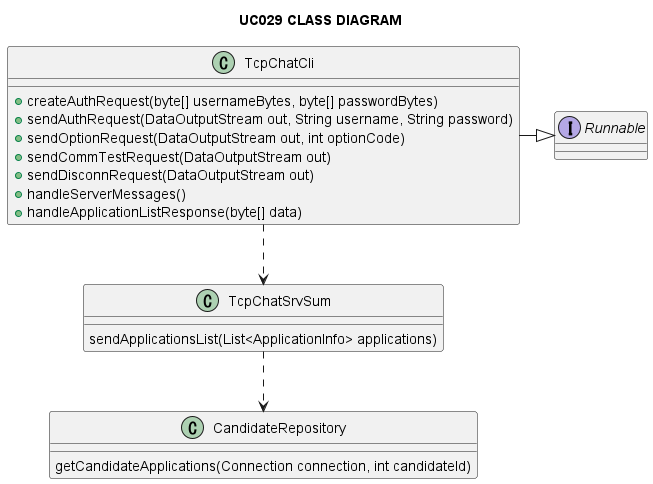 UC029 CLASS DIAGRAM
C TcpChatCli
createAuthRequest(byte[] usernameBytes, byte[] passwordBytes)
sendAuthRequest(DataOutputStream out, String username, String password)
sendOptionRequest(DataOutputStream out, int optionCode)
sendCommTestRequest(DataOutputStream out)
sendDisconnRequest(DataOutputStream out)
handleServerMessages()
handleApplicationListResponse(byte[] data)
I Runnable
C TcpChatSrvSum
sendApplicationsList(List<ApplicationInfo> applications)
C CandidateRepository
getCandidateApplications(Connection connection, int candidateId)